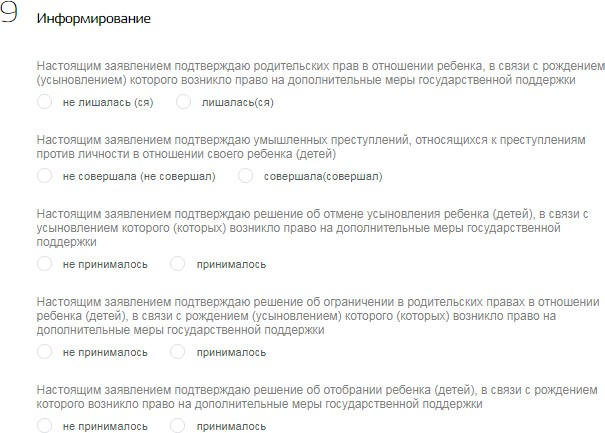 9 Информирование
Настоящим заявлением подтверждаю родительских прав в отношении ребенка, в связи с рождением
(усыновлением) которого возникло право на дополнительные меры государственной поддержки
не лишалась (ся) лишалась(ся)
Настоящим заявлением подтверждаю умышленных преступлений, относящихся к преступлениям
против личности в отношении своего ребенка (детей)
не совершала (не совершал) совершала(совершал)
Настоящим заявлением подтверждаю решение об отмене усыновления ребенка (детей), в связи с
усыновлением которого (которых) возникло право на дополнительные меры государственной
поддержки
не принималось принималось
Настоящим заявлением подтверждаю решение об ограничении в родительских правах в отношении
ребенка (детей), в связи с рождением (усыновлением) которого (которых) возникло право на
дополнительные меры государственной поддержки
не принималось принималось
Настоящим заявлением подтверждаю решение об отобрании ребенка (детей), в связи с рождением
которого возникло право на дополнительные меры государственной поддержки
не принималось принималось